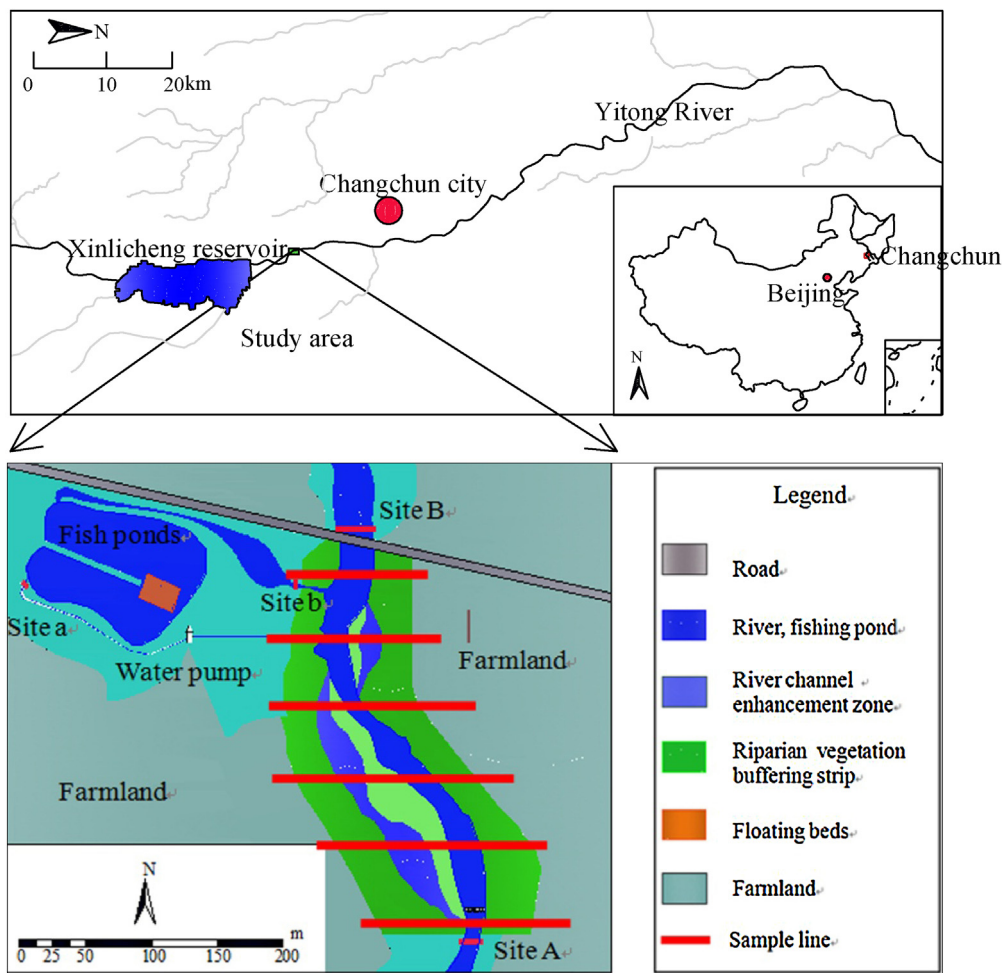 N
0 10 20km
Yitong River
Changchun city
Xinlicheng reservoir
Study area
Changchun
Beijing
N
Site B
Fish ponds
Site b
Site a
Water pump
Farmland
Farmland
N
m
0 25 50 100 150 200
Site A
Legend
Road
River, fishing pond
River channel
enhancement zone
Riparian vegetation
buffering strip
Floating beds
Farmland
Sample line